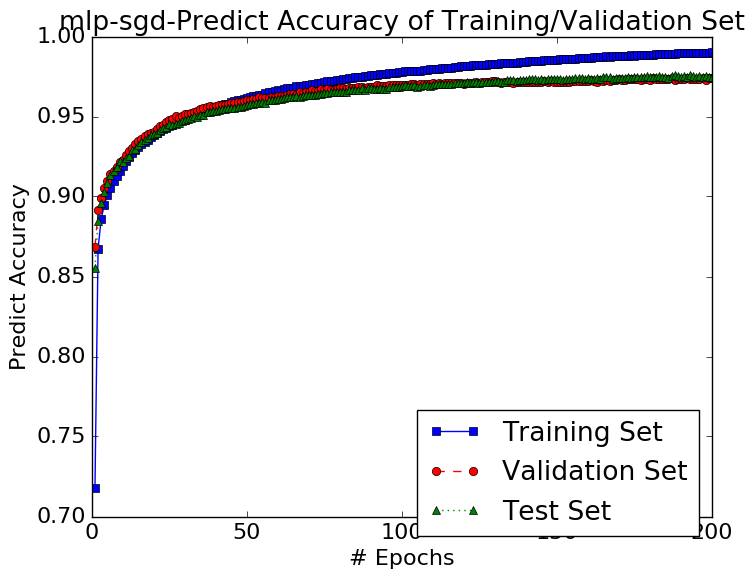 mlp-sgd-Predict Accuracy of Training/Validation Set
1.00
0.95
0.90
0.85
0.80
0.75
0.70
Predict Accuracy
Training Set
Validation Set
Test Set
0 50 100 150 200
# Epochs